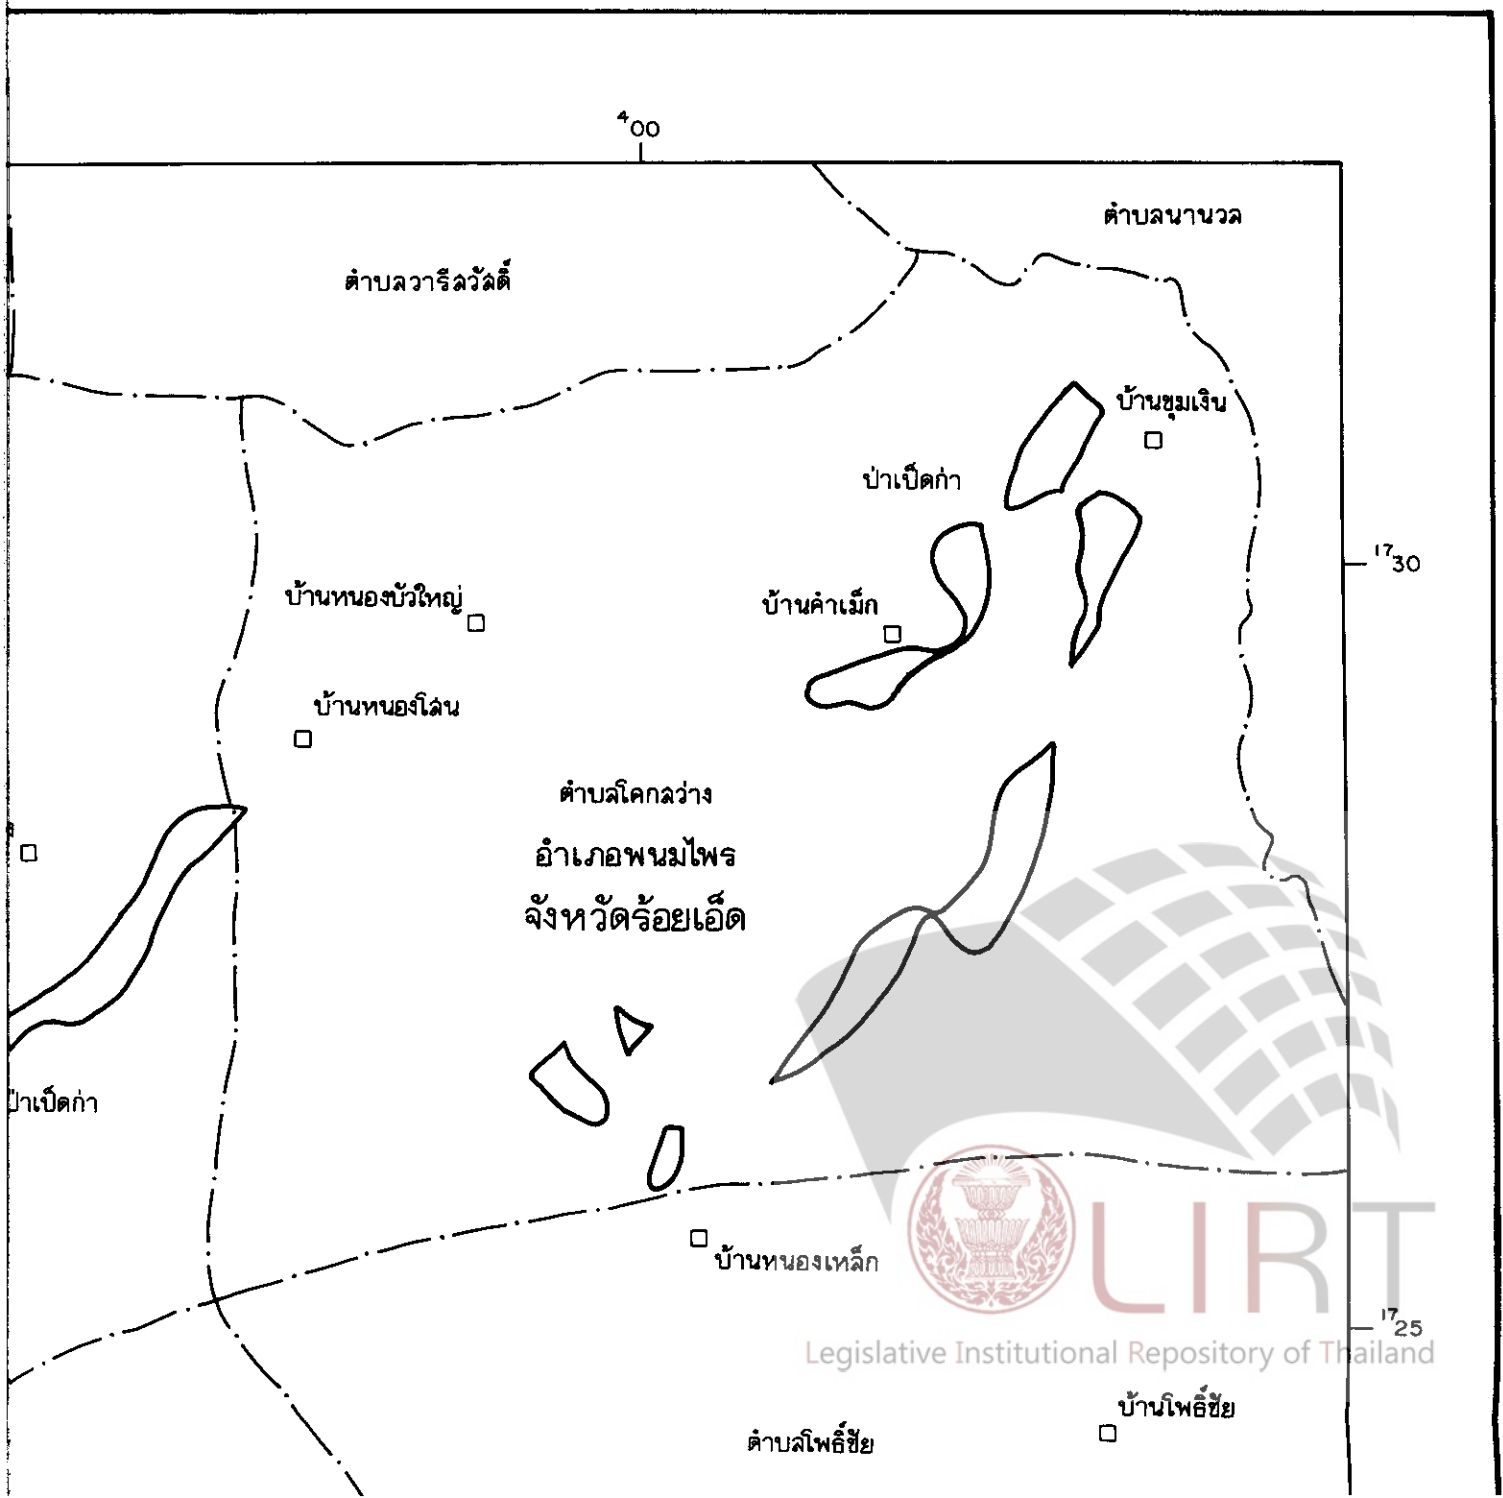 400
ตำบลนานวล
ตำบลวารีสวัสดิ์
บ้านขุมเงิน
ป่าเป็ดก่า
1730
บ้านหนองบัวใหญ่
บ้านคำเม็ก
บ้านหนองโสน
ตำบลโคกสว่าง
อำเภอพนมไพร
จังหวัดร้อยเอ็ด
ป่าเป็ดก่า
บ้านหนองเหล็ก
LIRT
1725
Legislative Institutional Repository of Thailand
บ้านโพธิ์ชัย
ตำบลโพธิ์ชัย